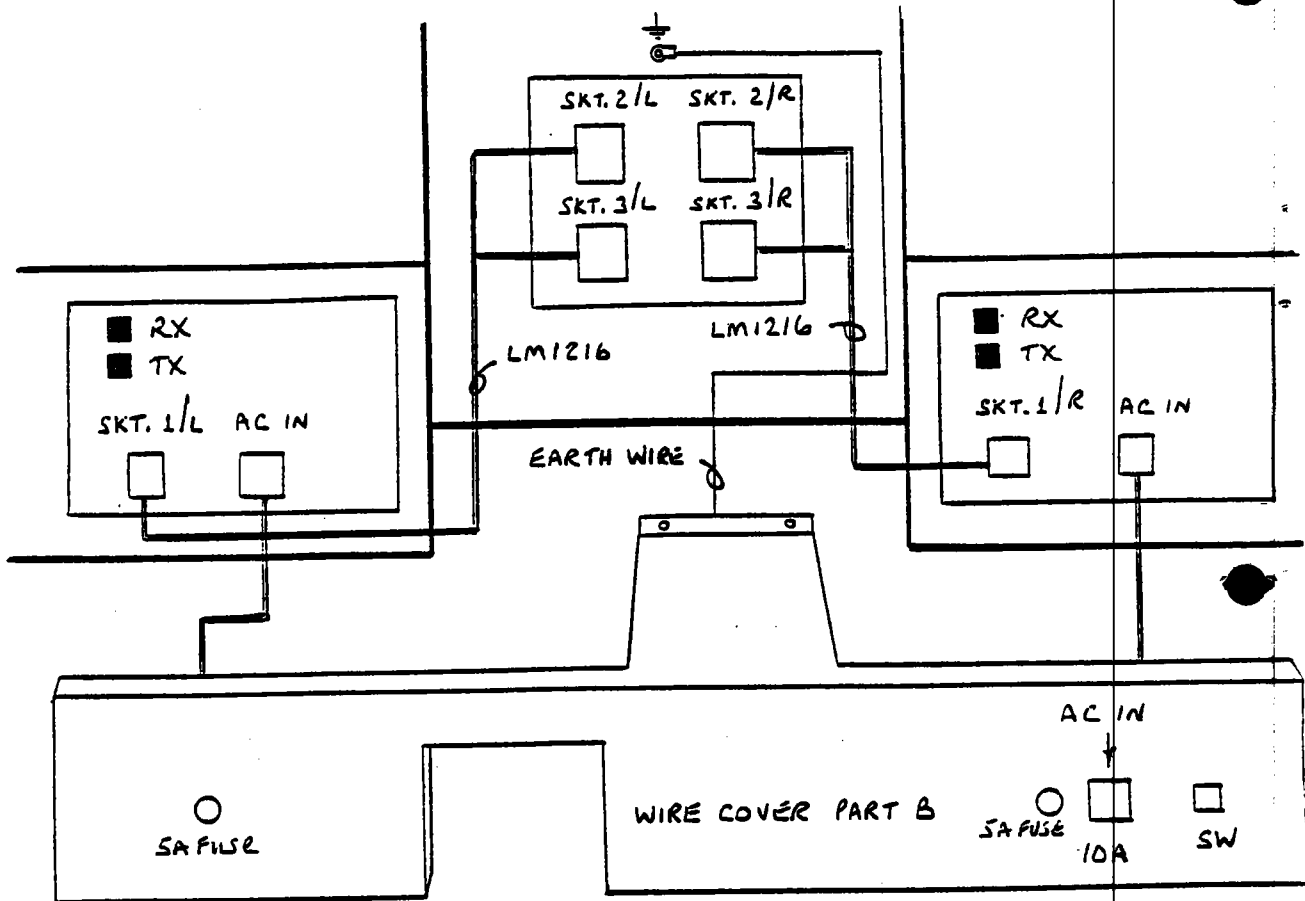 SKT. 2/L SKT. 2/R
SKT. 3/L SKT. 3/R
RX
TX
SKT. 1/L AC IN
LM1216
LM1216
RX
TX
SKT. 1/R AC IN
EARTH WIRE
AC IN
WIRE COVER PART B
5A FUSE
5A FUSE
10A
SW